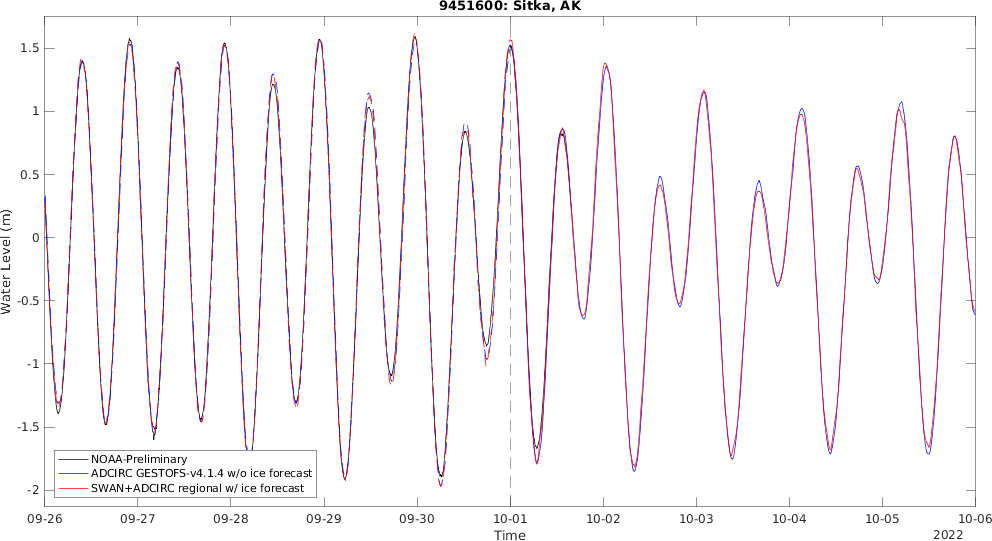 9451600: Sitka, AK
Water Level (m)
1.5
1
0.5
0
-0.5
-1
-1.5
-2
NOAA-Preliminary
ADCIRC GESTOFS-v4.1.4 w/o ice forecast
SWAN+ADCIRC regional w/ ice forecast
09-26 09-27 09-28 09-29 09-30 10-01 10-02 10-03 10-04 10-05 10-06
Time
2022